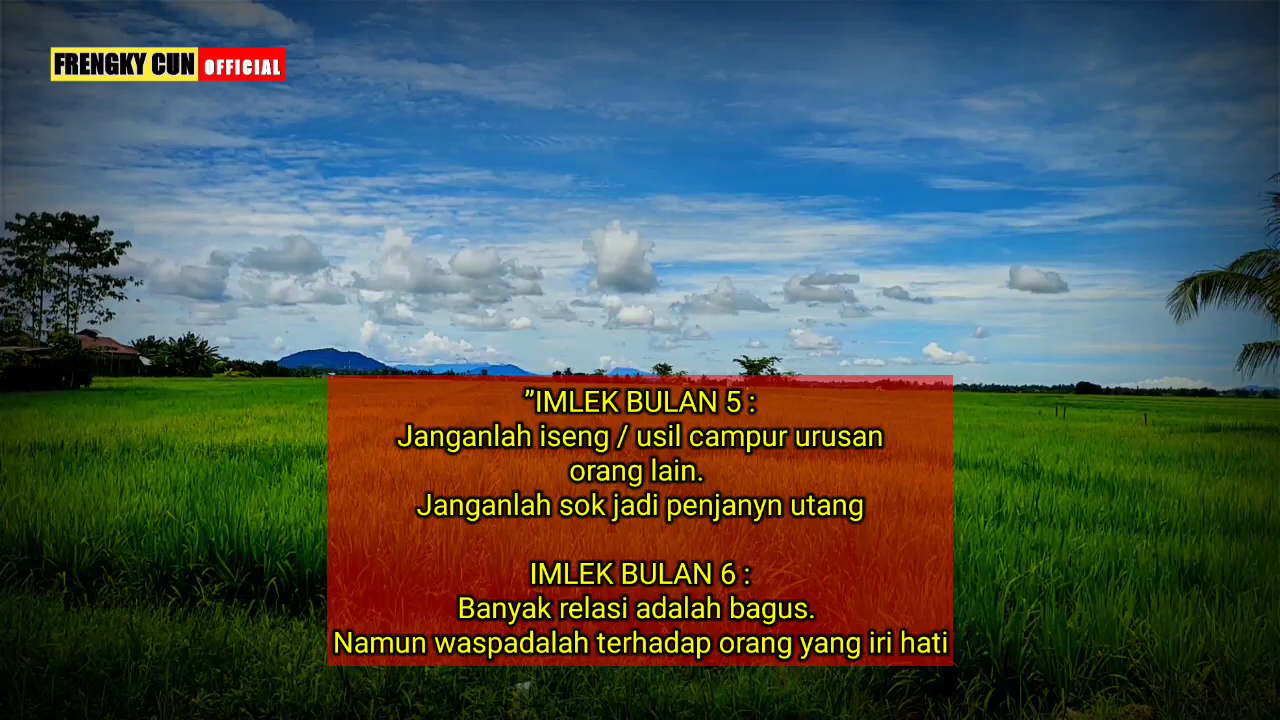 FRENGKY CUN OFFICIAL
”IMLEK BULAN 5 :
Janganlah iseng / usil campur urusan
orang lain.
Janganlah sok jadi penjanyn utang
IMLEK BULAN 6 :
Banyak relasi adalah bagus.
Namun waspadalah terhadap orang yang iri hati